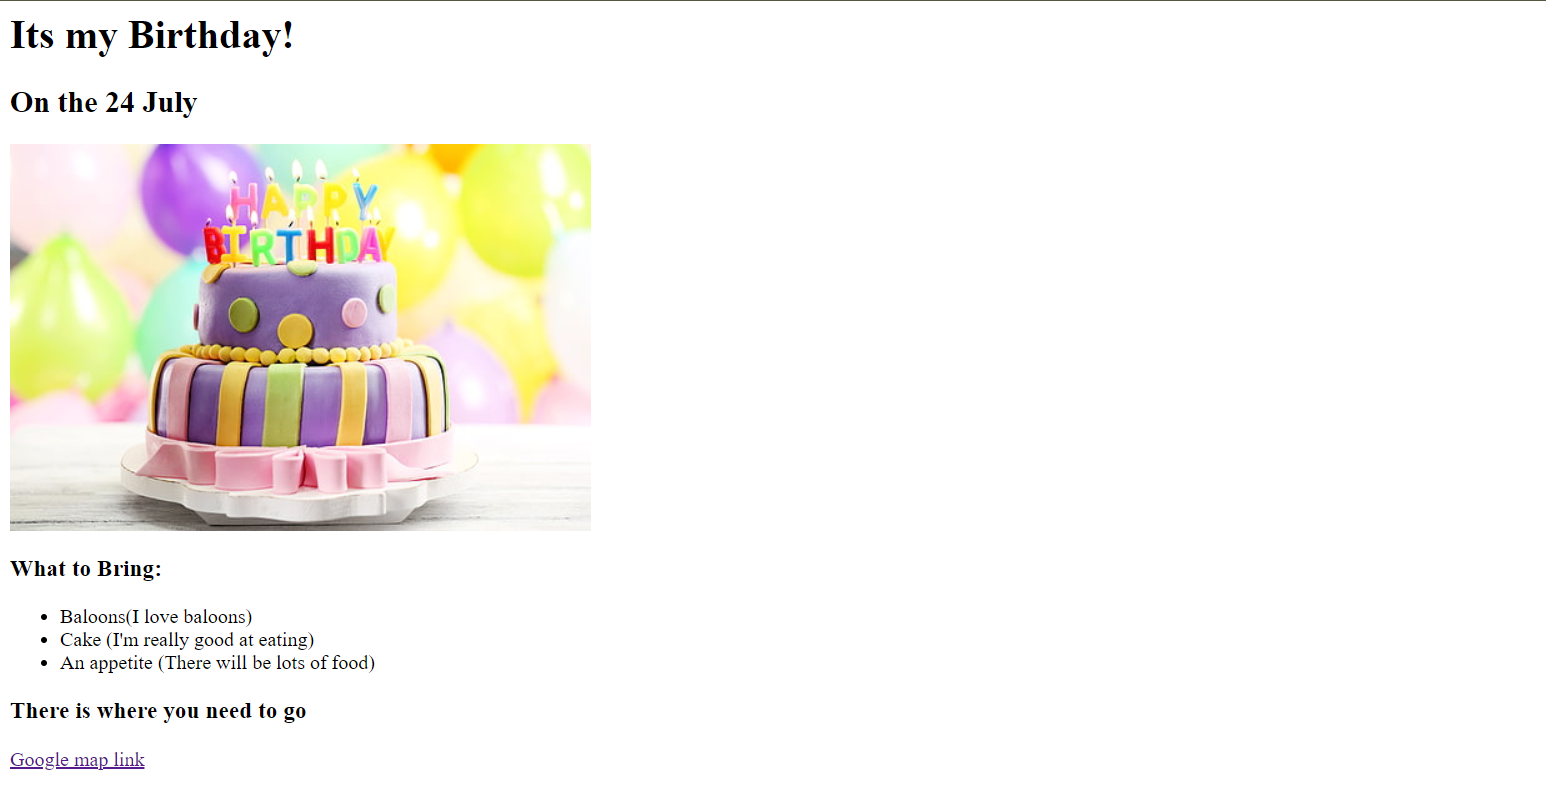 Its my Birthday!
On the 24 July
HAPPY
BIRTHDAY
What to Bring:
Baloons(I love baloons)
Cake (I'm really good at eating)
An appetite (There will be lots of food)
There is where you need to go
Google map link